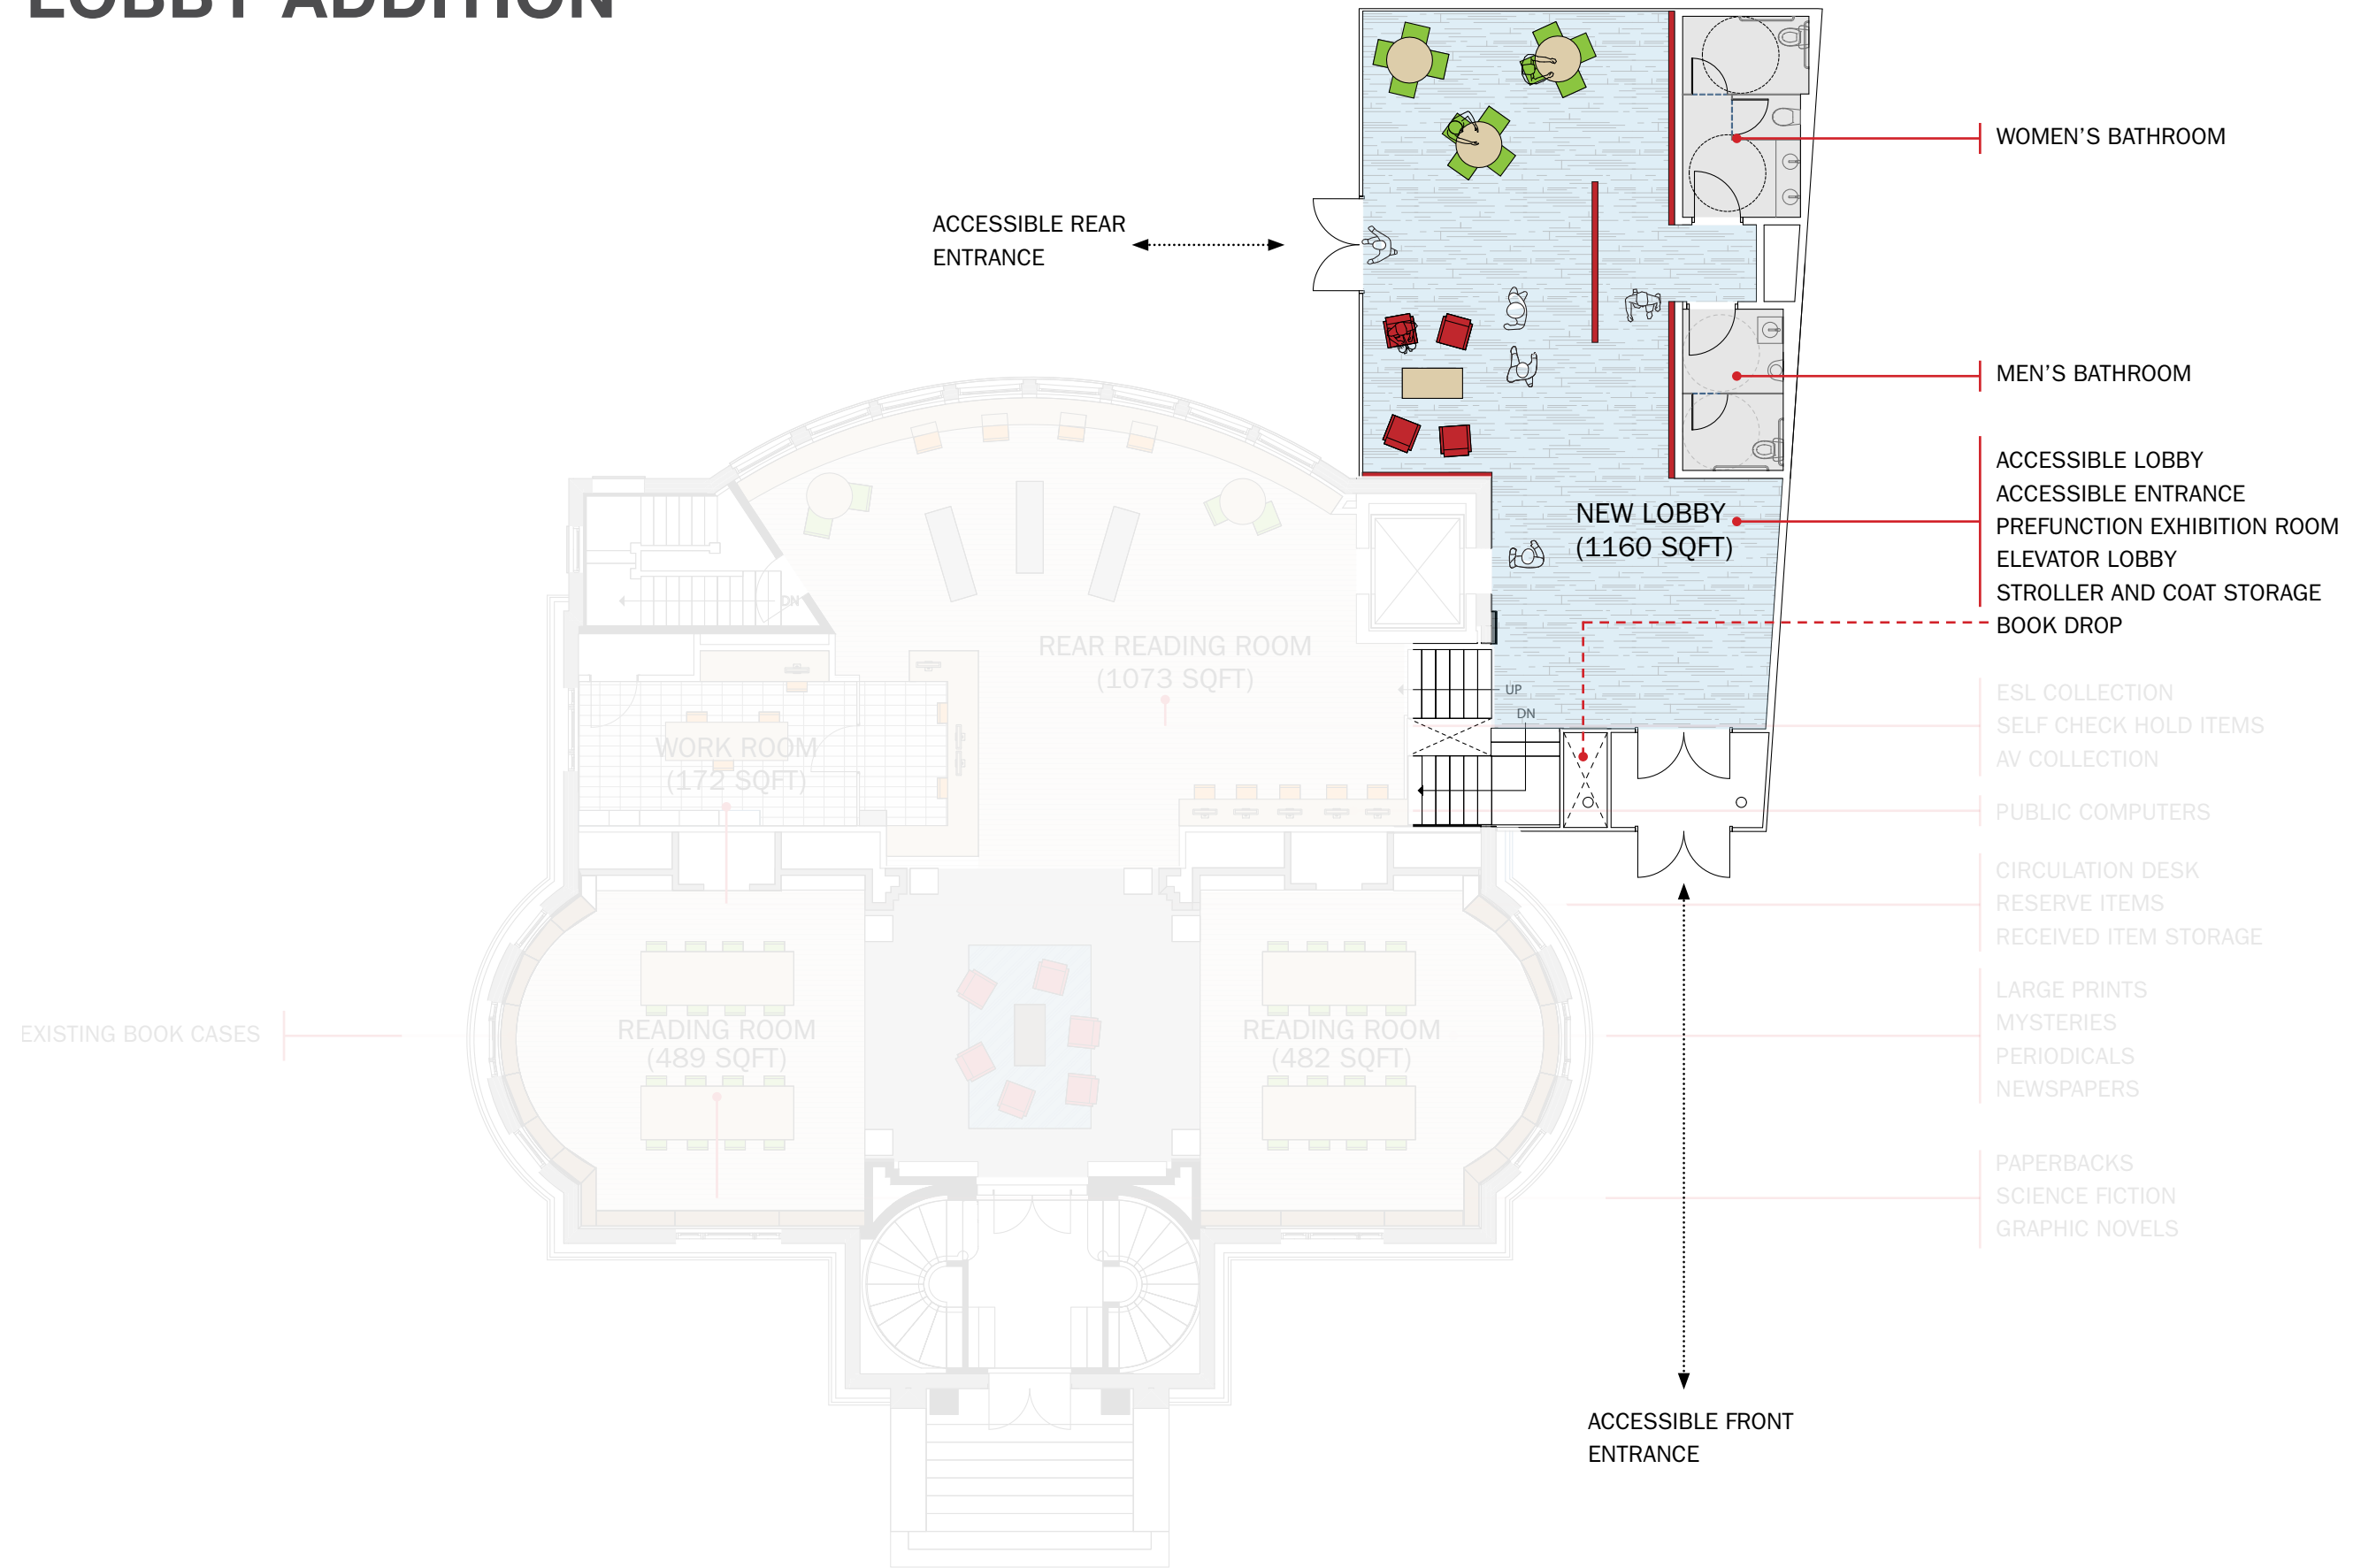 LOBBY ADDITION
WOMEN'S BATHROOM
ACCESSIBLE REAR
ENTRANCE
MEN'S BATHROOM
ACCESSIBLE LOBBY
ACCESSIBLE ENTRANCE
PREFUNCTION EXHIBITION ROOM
ELEVATOR LOBBY
STROLLER AND COAT STORAGE
BOOK DROP
NEW LOBBY
(1160 SQFT)
DN
REAR READING ROOM
(1073 SQFT)
UP
DN
WORK ROOM
(172 SQFT)
ESL COLLECTION
SELF CHECK HOLD ITEMS
AV COLLECTION
PUBLIC COMPUTERS
CIRCULATION DESK
RESERVE ITEMS
RECEIVED ITEM STORAGE
EXISTING BOOK CASES
READING ROOM
(489 SQFT)
READING ROOM
(482 SQFT)
LARGE PRINTS
MYSTERIES
PERIODICALS
NEWSPAPERS
PAPERBACKS
SCIENCE FICTION
GRAPHIC NOVELS
ACCESSIBLE FRONT
ENTRANCE